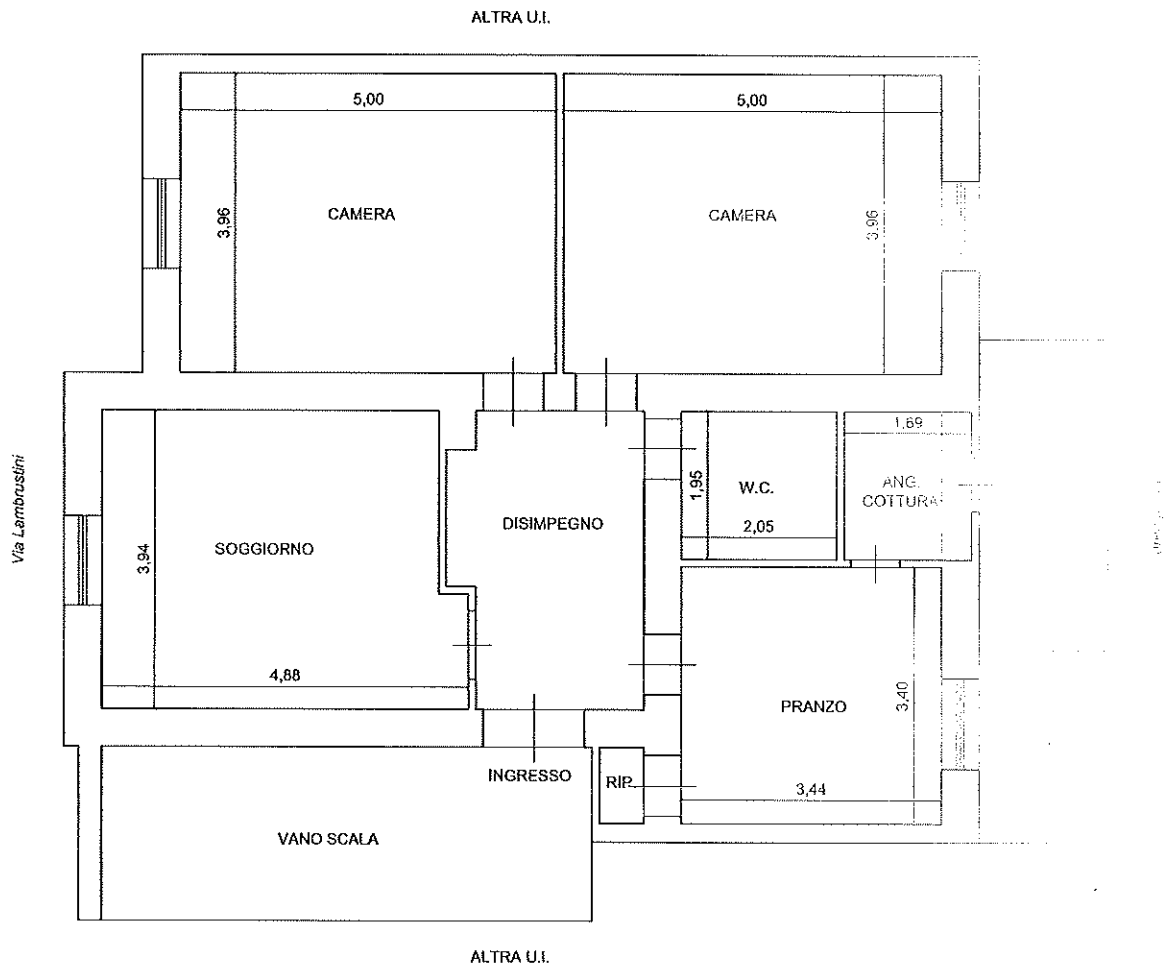 ALTRA U.I.
5,00
5,00
3,96
CAMERA
CAMERA
3,96
1,69
Via Lambrustini
3,94
SOGGIORNO
DISIMPEGNO
1,95
W.C.
2,05
ANG.
COTTURA
4,88
PRANZO
3,40
INGRESSO
RIP.
3,44
VANO SCALA
ALTRA U.I.